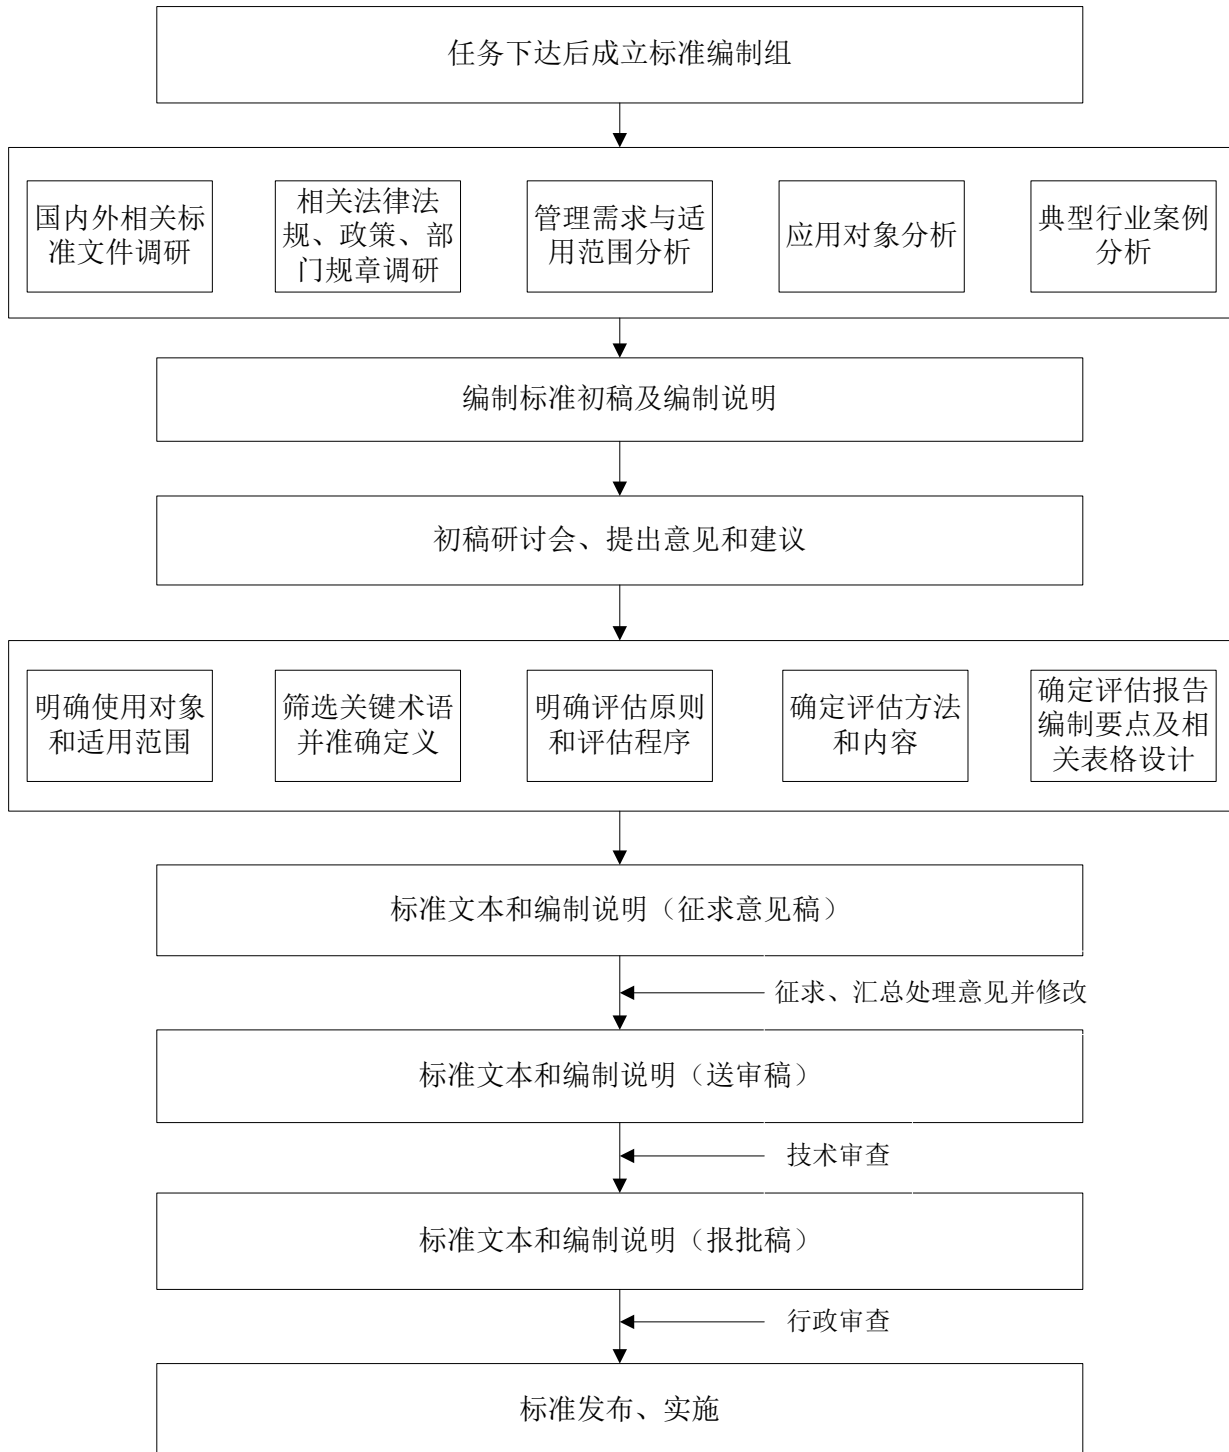 任务下达后成立标准编制组
国内外相关标
准文件调研
相关法律法
规、政策、部
门规章调研
管理需求与适
用范围分析
应用对象分析
典型行业案例
分析
编制标准初稿及编制说明
初稿研讨会、提出意见和建议
明确使用对象
和适用范围
筛选关键术语
并准确定义
明确评估原则
和评估程序
确定评估方法
和内容
确定评估报告
编制要点及相
关表格设计
标准文本和编制说明（征求意见稿）
征求、汇总处理意见并修改
标准文本和编制说明（送审稿）
技术审查
标准文本和编制说明（报批稿）
行政审查
标准发布、实施